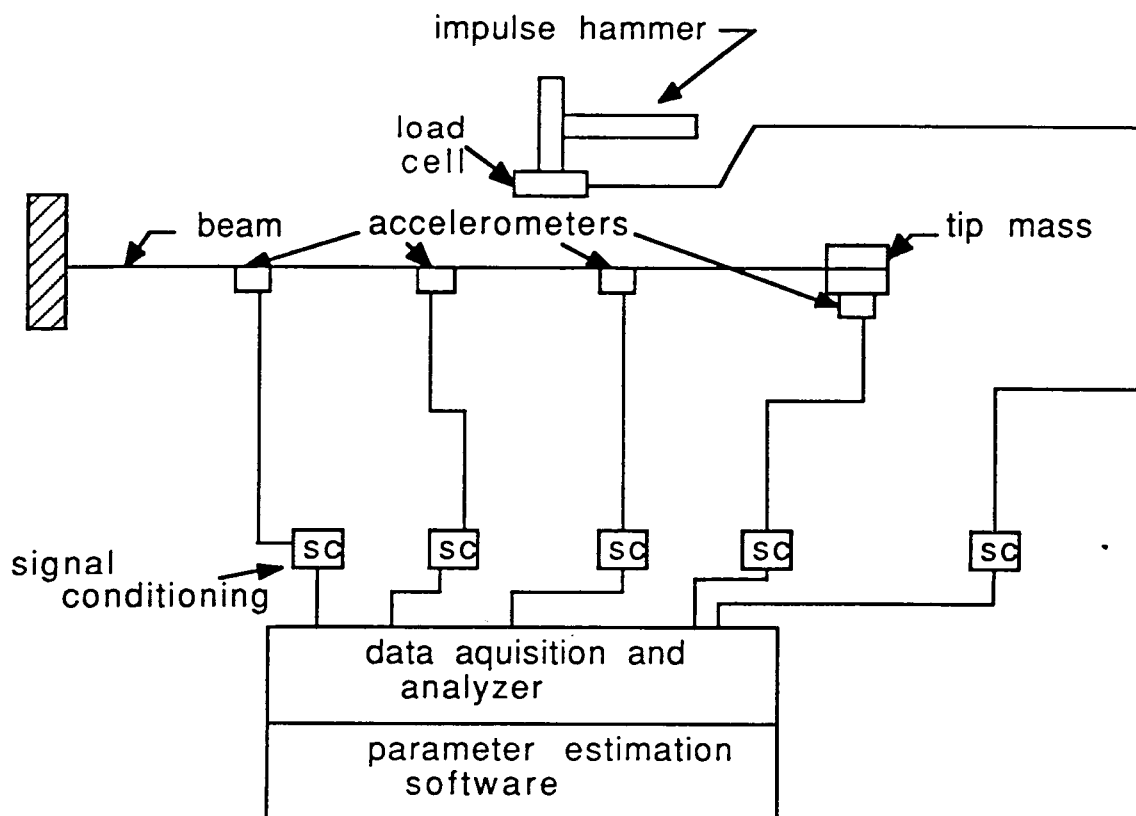 impulse hammer
load
cell
beam
accelerometers
tip mass
sc
sc
sc
sc
sc
signal
conditioning
data aquisition and
analyzer
parameter estimation
software